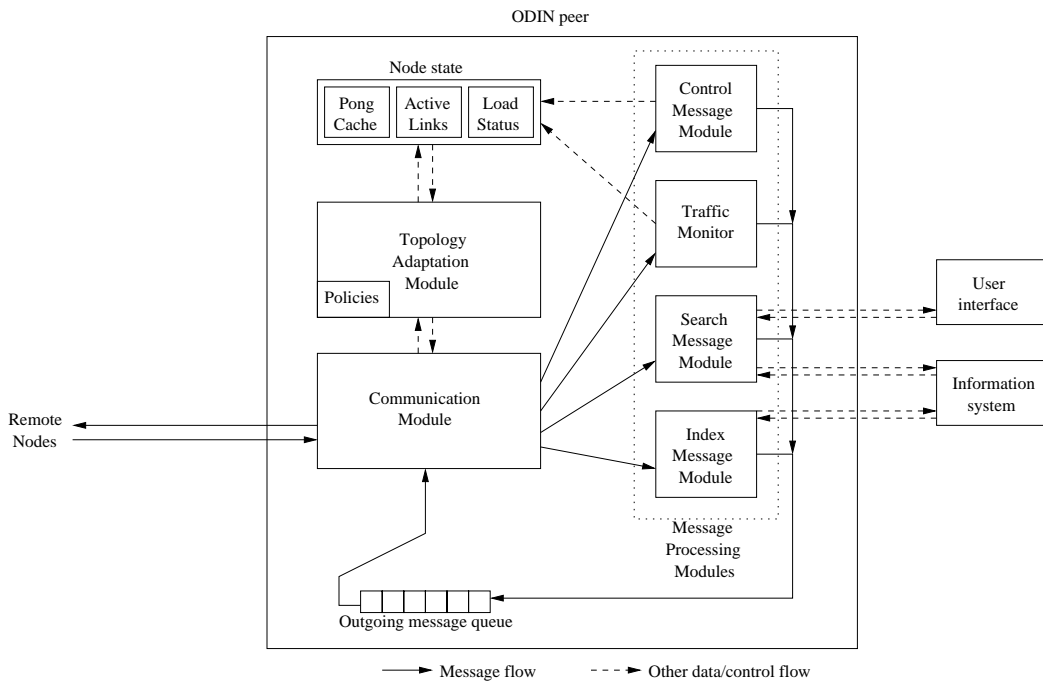 ODIN peer
Node state
Pong
Cache
Active
Links
Load
Status
Control
Message
Module
Topology
Adaptation
Module
Policies
Traffic
Monitor
User
interface
Search
Message
Module
Communication
Module
Information
system
Remote
Nodes
Index
Message
Module
Message
Processing
Modules
Outgoing message queue
Message flow
Other data/control flow